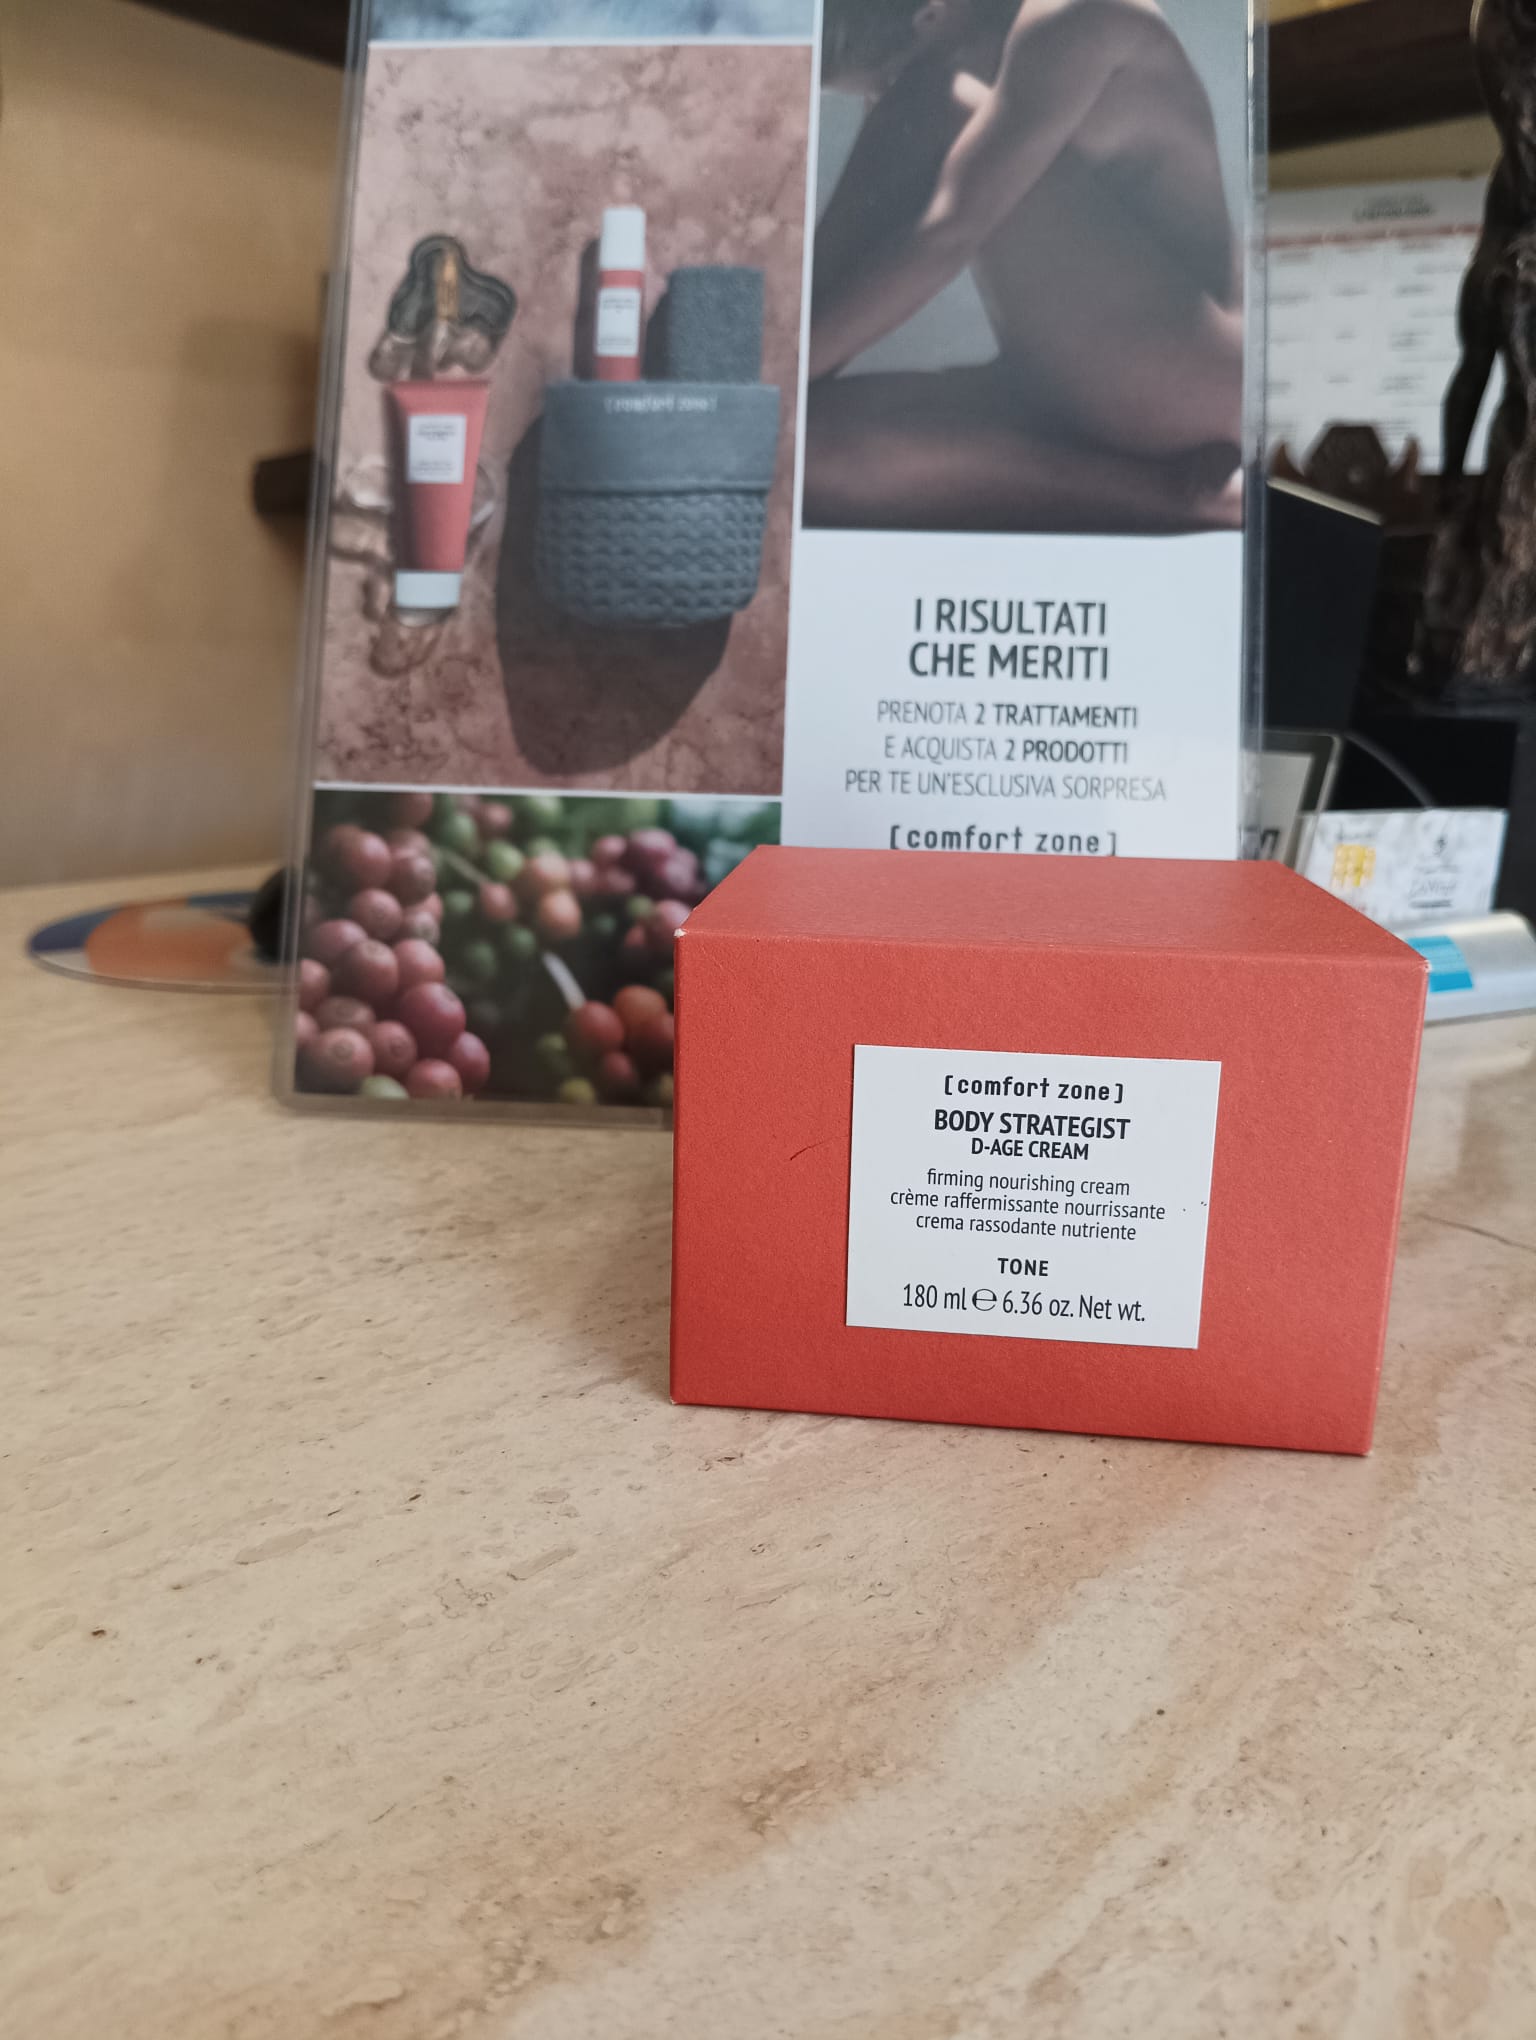 [comfort zone]
I RISULTATI
CHE MERITI
PRENOTA 2 TRATTAMENTI
E ACQUISTA 2 PRODOTTI
PER TE UN'ESCLUSIVA SORPRESA
[comfort zone]
[comfort zone]
BODY STRATEGIST
D-AGE CREAM
firming nourishing cream
crème raffermissante nourrissante
crema rassodante nutriente
TONE
180 ml ℮ 6.36 oz. Net wt.